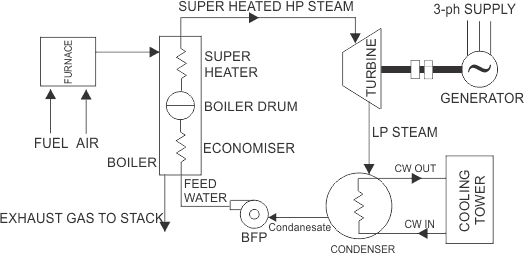 SUPER HEATED HP STEAM
3-ph SUPPLY
FURNACE
SUPER
HEATER
TURBINE
~
GENERATOR
BOILER DRUM
FUEL AIR
LP STEAM
ECONOMISER
BOILER
CW OUT
FEED
WATER
COOLING
TOWER
EXHAUST GAS TO STACK
CW IN
Condanesate
BFP
CONDENSER